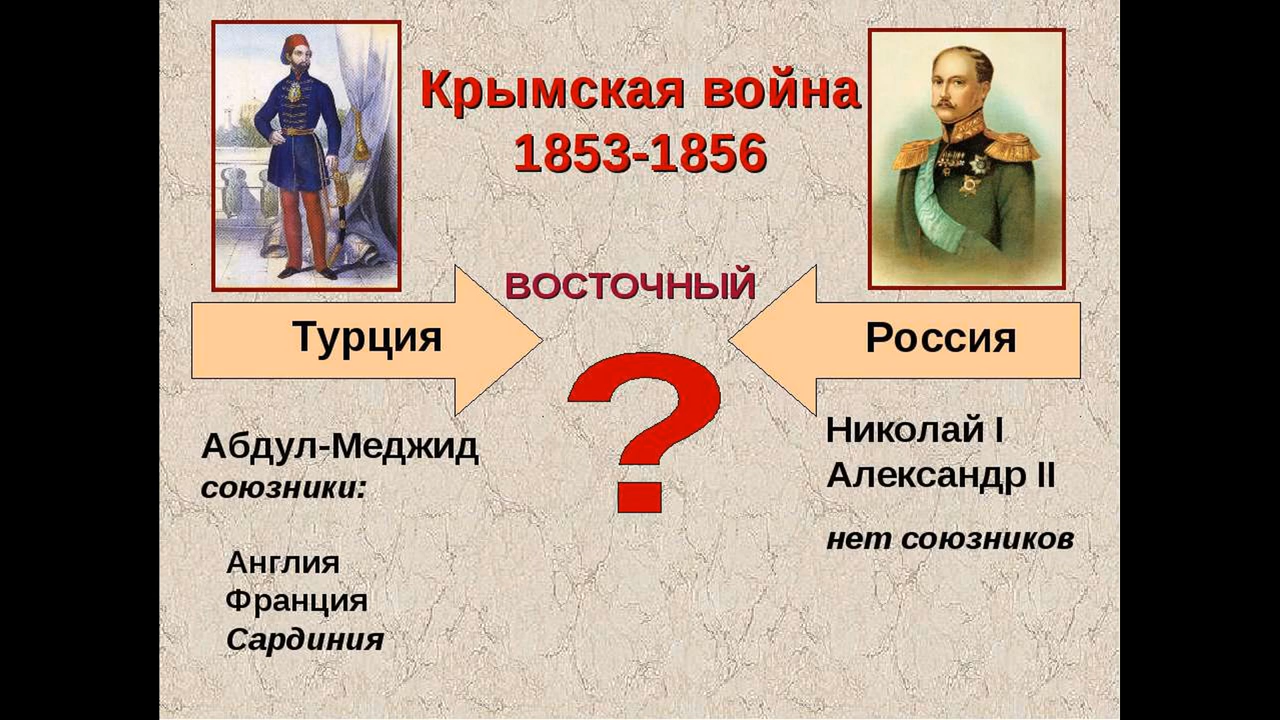 Крымская война
1853-1856
ВОСТОЧНЫЙ
Турция
Россия
Абдул-Меджид
союзники:
Англия
Франция
Сардиния
Николай I
Александр II
нет союзников
?